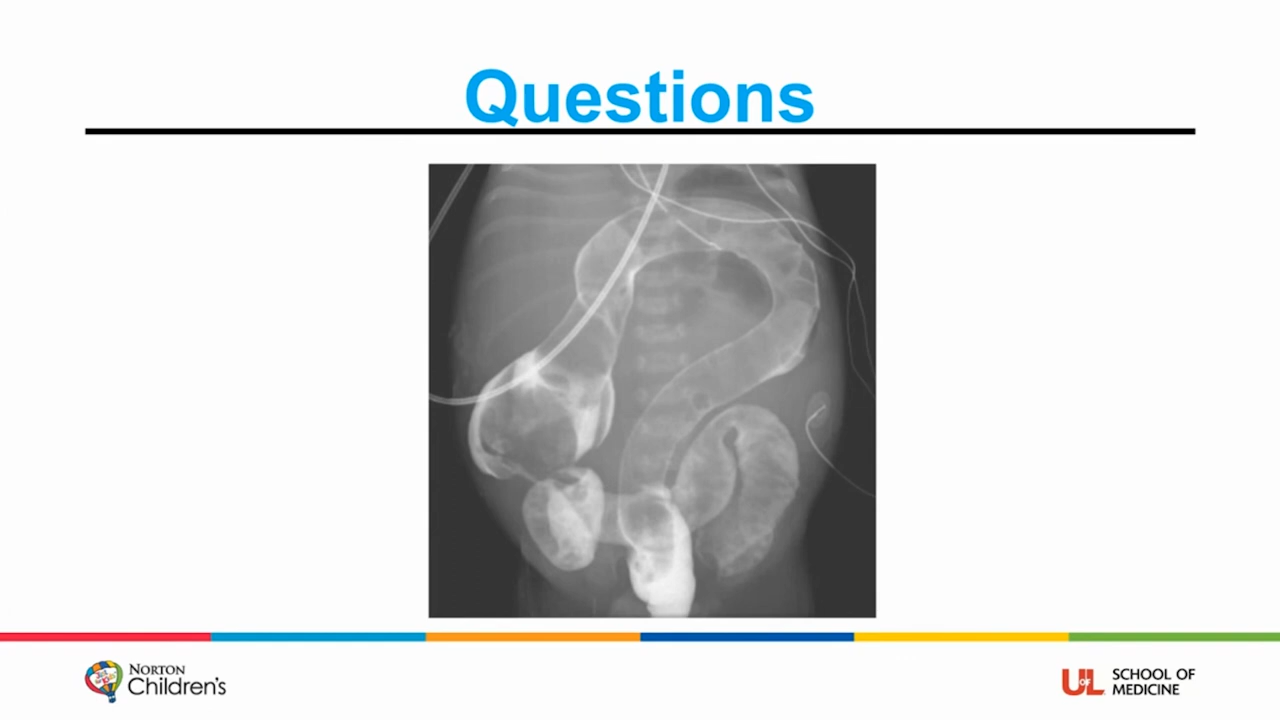 Questions
NORTON
Children's
UofL
SCHOOL OF
MEDICINE